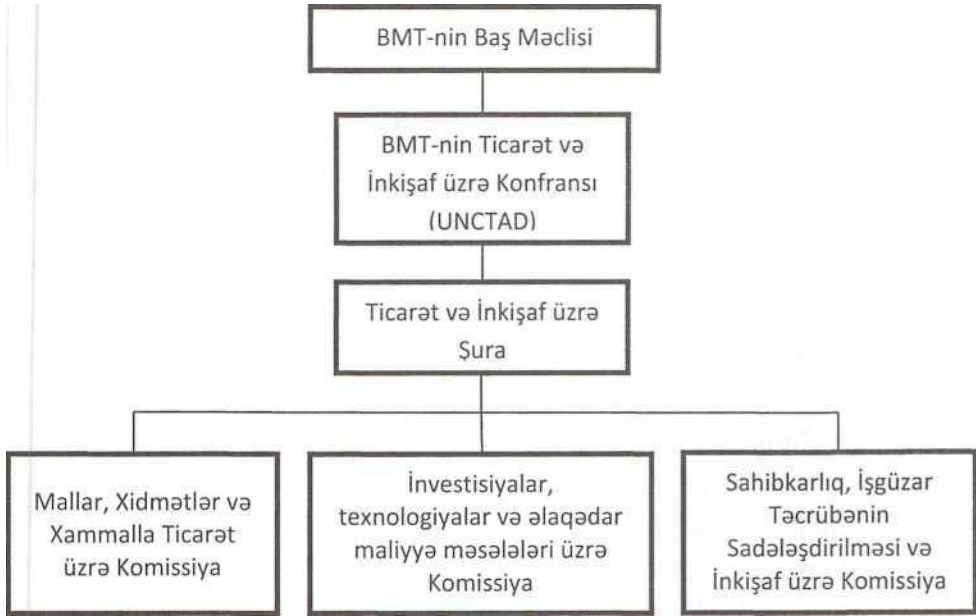 BMT-nin Baş Məclisi
BMT-nin Ticarət və
İnkişaf üzrə Konfransı
(UNCTAD)
Ticarət və İnkişaf üzrə
Şura
Mallar, Xidmətlər və
Xammalla Ticarət
üzrə Komissiya
İnvestisiyalar,
texnologiyalar və əlaqədar
maliyyə məsələləri üzrə
Komissiya
Sahibkarlıq, İşgüzar
Təcrübənin
Sadələşdirilməsi və
İnkişaf üzrə Komissiya